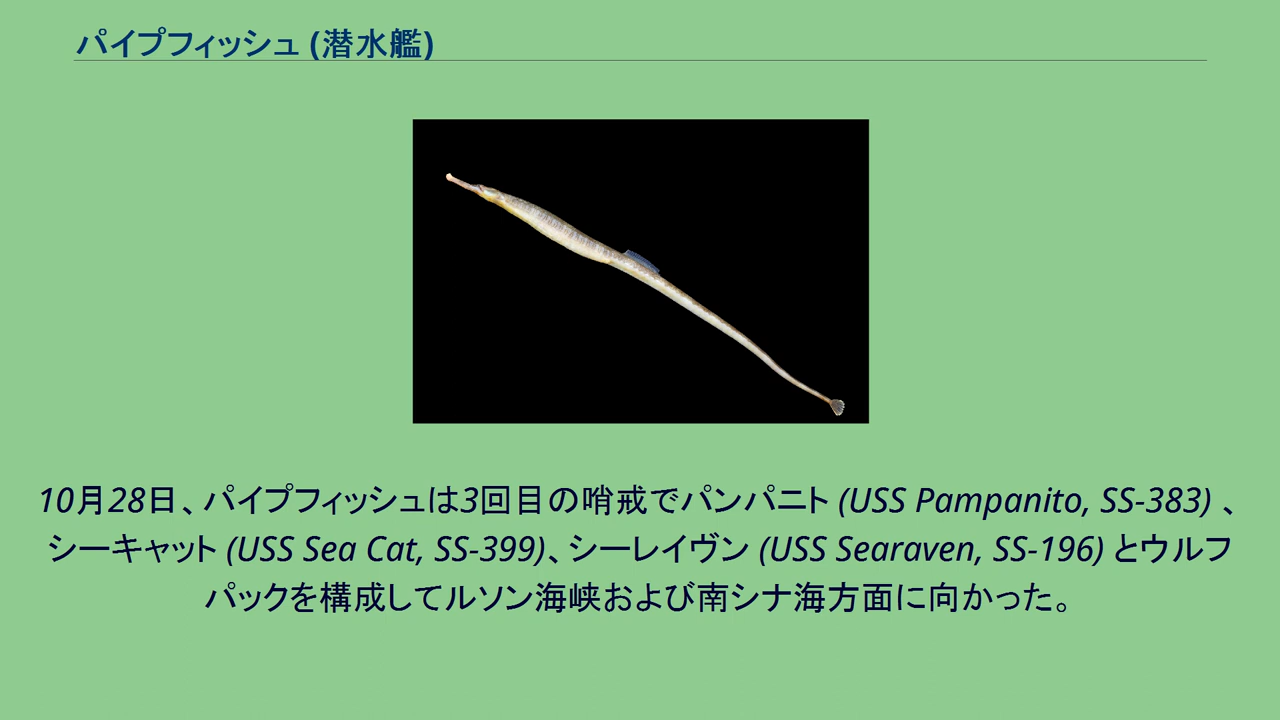 パイプフィッシュ (潜水艦)
10月28日、パイプフィッシュは3回目の哨戒でパンパニト (USS Pampanito, SS-383) 、
シーキャット (USS Sea Cat, SS-399)、シーレイヴン (USS Searaven, SS-196) とウルフ
パックを構成してルソン海峡および南シナ海方面に向かった。